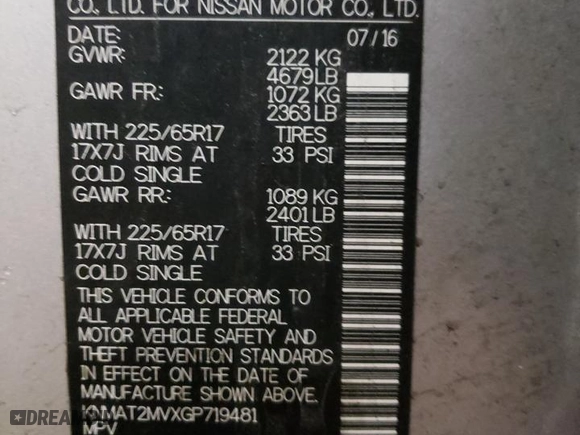 CO., LTD. FOR NISSAN MOTOR CO., LTD.
DATE: 07/16
GVWR: 2122 KG
4679LB
GAWR FR.: 1072 KG
2363 LB
WITH 225/65R17 TIRES
17X7J RIMS AT 33 PSI
COLD SINGLE
GAWR RR.: 1089 KG
2401 LB
WITH 225/65R17 TIRES
17X7J RIMS AT 33 PSI
COLD SINGLE
THIS VEHICLE CONFORMS TO
ALL APPLICABLE FEDERAL
MOTOR VEHICLE SAFETY AND
THEFT PREVENTION STANDARDS
IN EFFECT ON THE DATE OF
MANUFACTURE SHOWN ABOVE.
KNMAT2MVXGP719481
MPV